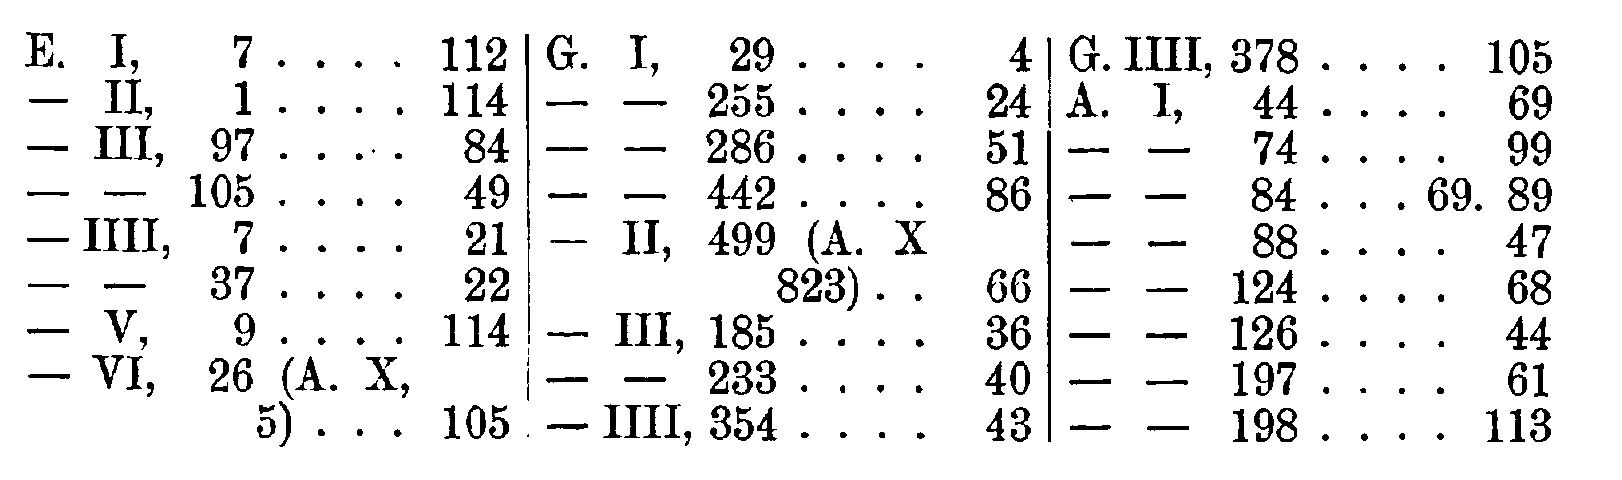 E. I, 7 . . . . 112
— II, 1 . . . . 114
— III, 97 . . . . 84
— — 105 . . . . 49
— IIII, 7 . . . . 21
— — 37 . . . . 22
— V, 9 . . . . 114
— VI, 26 (A. X,
5) . . . 105
G. I, 29 . . . . 4
— — 255 . . . . 24
— — 286 . . . . 51
— — 442 . . . . 86
— II, 499 (A. X
823) . . 66
— III, 185 . . . . 36
— — 233 . . . . 40
— IIII, 354 . . . . 43
G. IIII, 378 . . . . 105
A. I, 44 . . . . 69
— — 74 . . . . 99
— — 84 . . . 69. 89
— — 88 . . . . 47
— — 124 . . . . 68
— — 126 . . . . 44
— — 197 . . . . 61
— — 198 . . . . 113